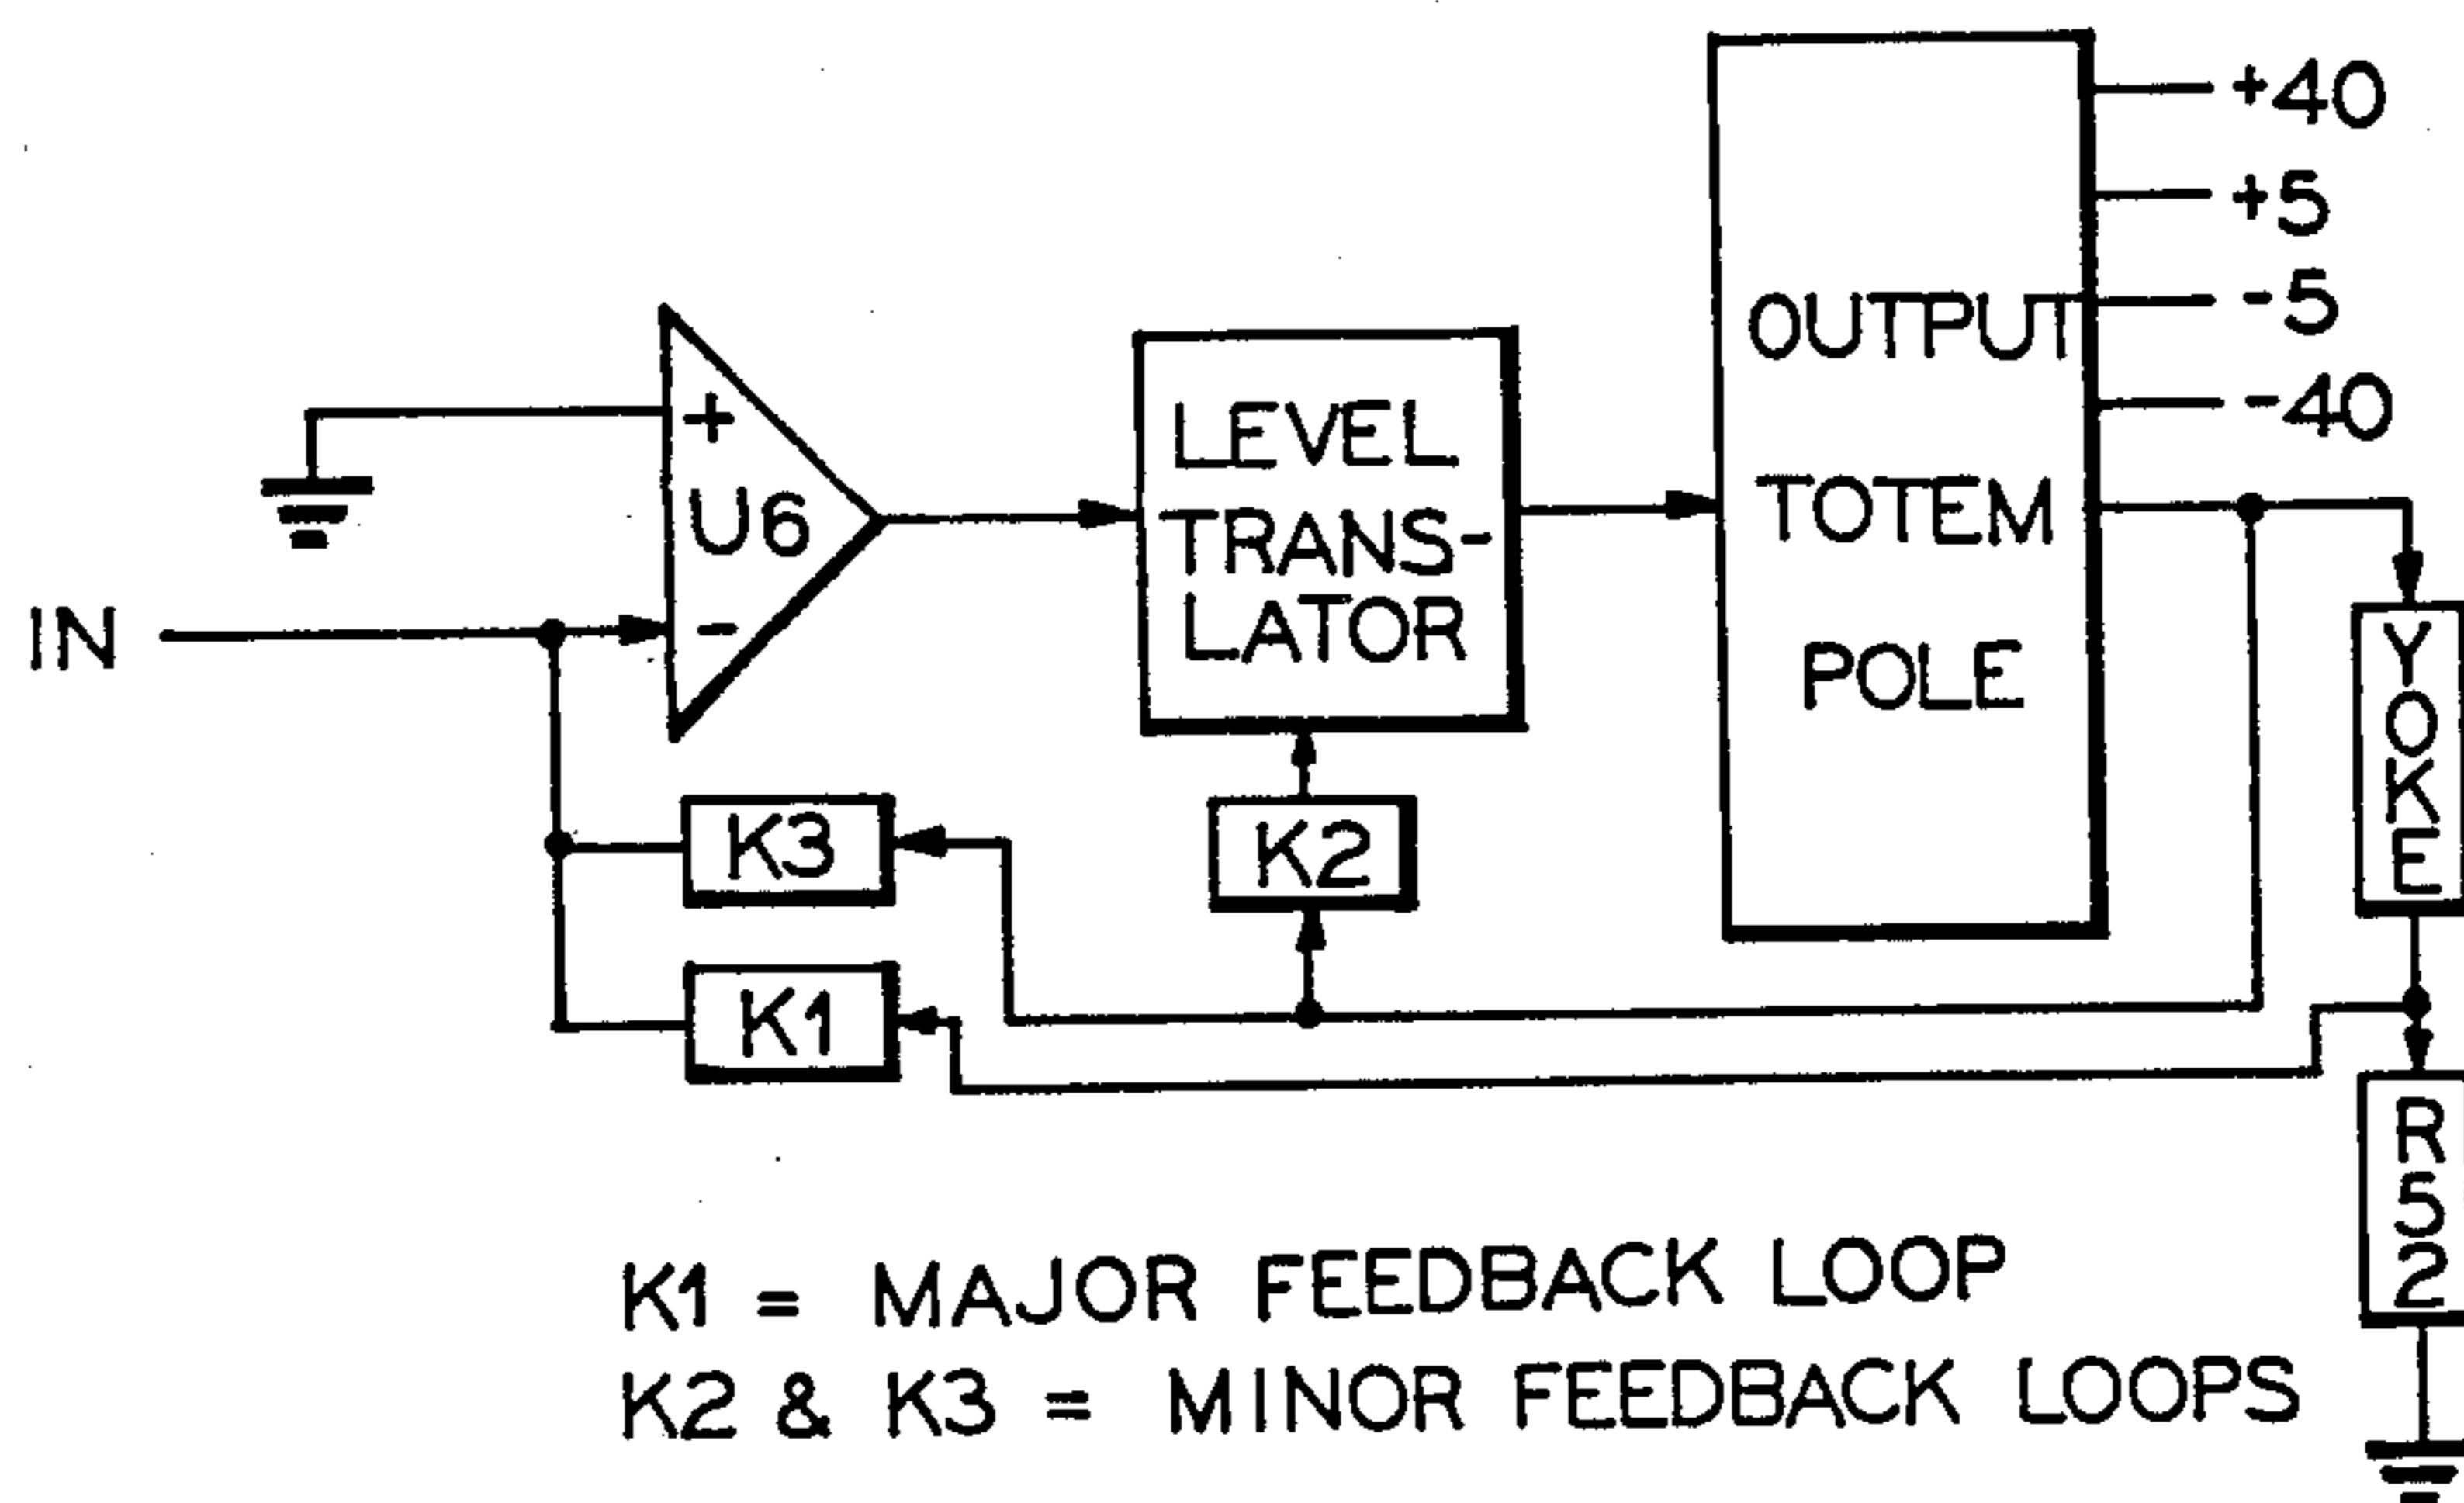 +40
+5
-5
-40
OUTPUT
TOTEM
POLE
LEVEL
TRANS-
LATOR
+
U6
-
IN
YOKE
K3
K2
K1
R52
K1 = MAJOR FEEDBACK LOOP
K2 & K3 = MINOR FEEDBACK LOOPS